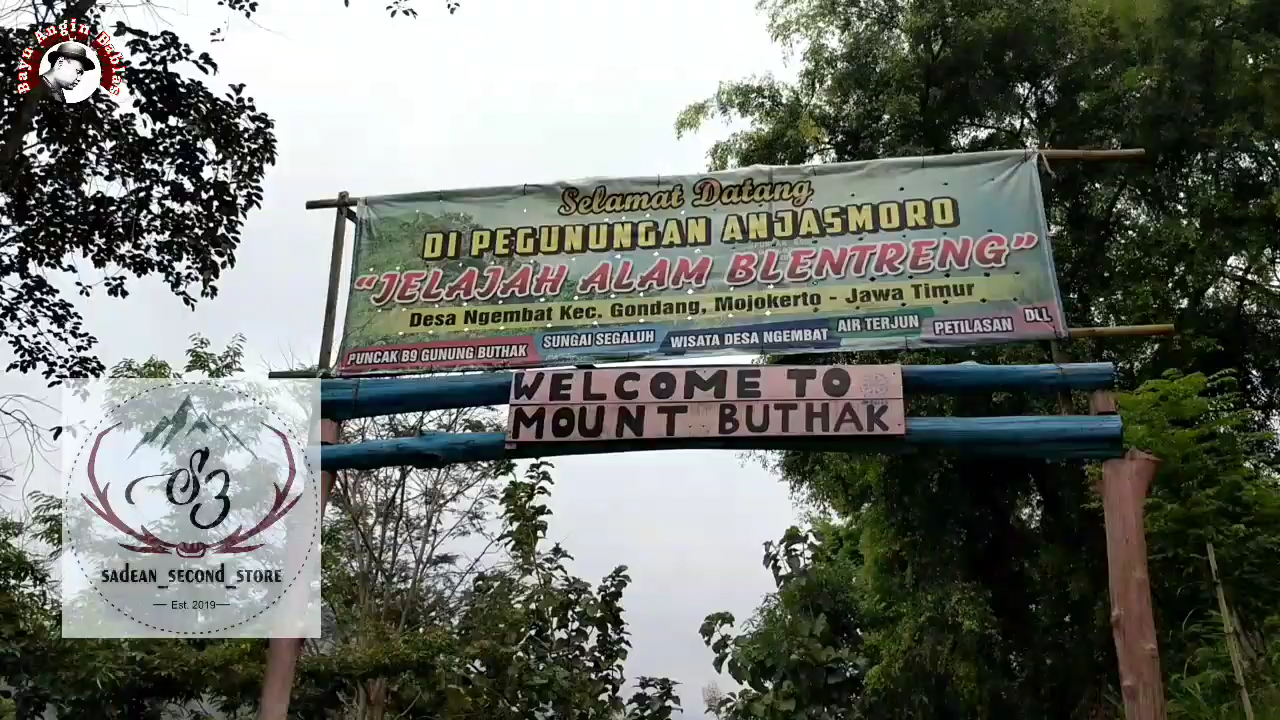 Bayu Angin Bablas
Selamat Datang
DI PEGUNUNGAN ANJASMORO
"JELAJAH ALAM BLENTRENG"
Desa Ngembat Kec. Gondang, Mojokerto - Jawa Timur
PUNCAK B9 GUNUNG BUTHAK
SUNGAI SEGALUH
WISATA DESA NGEMBAT
AIR TERJUN
PETILASAN
DLL
WELCOME TO
MOUNT BUTHAK
S3
SADEAN_SECOND_STORE
Est. 2019